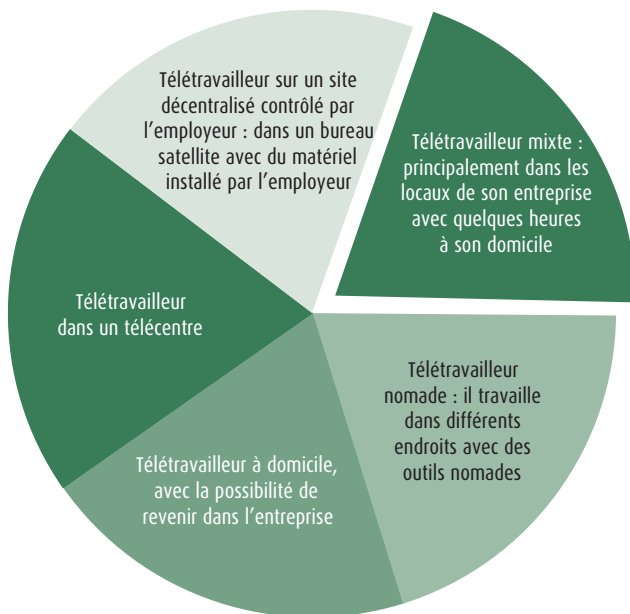 Télétravailleur sur un site
décentralisé contrôlé par
l'employeur : dans un bureau
satellite avec du matériel
installé par l'employeur
Télétravailleur mixte :
principalement dans les
locaux de son entreprise
avec quelques heures
à son domicile
Télétravailleur
dans un télécentre
Télétravailleur
nomade : il travaille
dans différents
endroits avec des
outils nomades
Télétravailleur à domicile,
avec la possibilité de
revenir dans l'entreprise